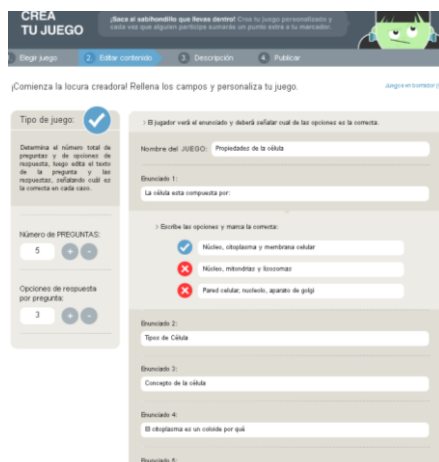 CREA
TU JUEGO
¡Saca al sabihondillo que llevas dentro! Crea tu juego personalizado y
cada vez que alguien participe sumarás un punto extra a tu marcador.
1 Elegir juego
2. Editar contenido
3 Descripción
4 Publicar
¡Comienza la locura creadora! Rellena los campos y personaliza tu juego.
Tipo de juego:
Determina el número total de
preguntas y de opciones de
respuesta, luego edita el texto
de la pregunta y las
respuestas, señalando cuál es
la correcta en cada caso.
Número de PREGUNTAS:
5 + -
Opciones de respuesta
por pregunta:
3 + -
› El jugador verá el enunciado y deberá señalar cual de las opciones es la correcta.
Nombre del JUEGO: Propiedades de la célula
Enunciado 1:
La célula esta compuesta por:
› Escribe las opciones y marca la correcta:
Núcleo, citoplasma y membrana celular
Núcleo, mitondrias y lisosomas
Pared celular, nucleolo, aparato de golgi
Enunciado 2:
Tipos de Célula
Enunciado 3:
Concepto de la célula
Enunciado 4:
El citoplasma es un coloide por qué
Enunciado 5: